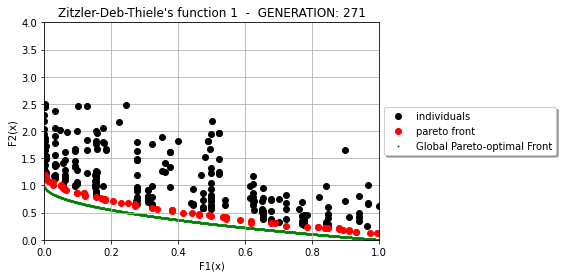 Zitzler-Deb-Thiele's function 1 - GENERATION: 271
4.0
3.5
3.0
2.5
2.0
1.5
1.0
0.5
0.0
F2(x)
0.0 0.2 0.4 0.6 0.8 1.0
F1(x)
individuals
pareto front
Global Pareto-optimal Front